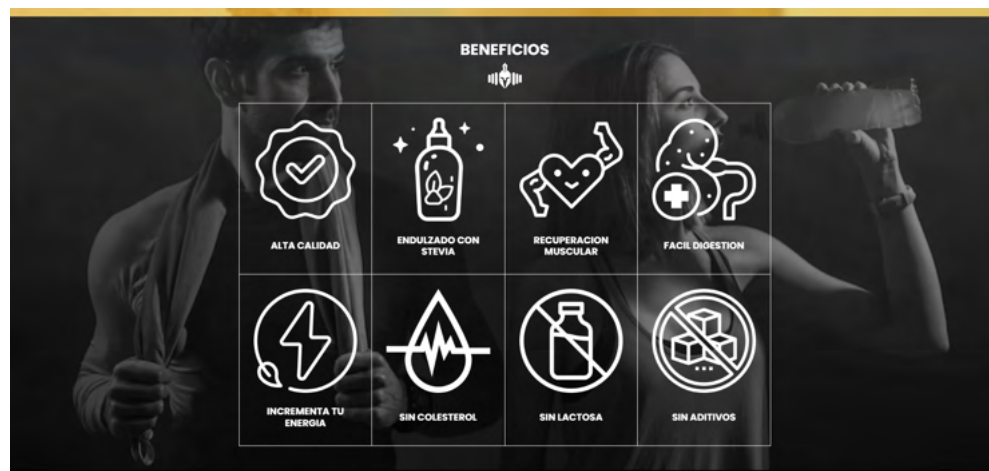 BENEFICIOS
ALTA CALIDAD
ENDULZADO CON
STEVIA
RECUPERACION
MUSCULAR
FACIL DIGESTION
INCREMENTA TU
ENERGIA
SIN COLESTEROL
SIN LACTOSA
SIN ADITIVOS